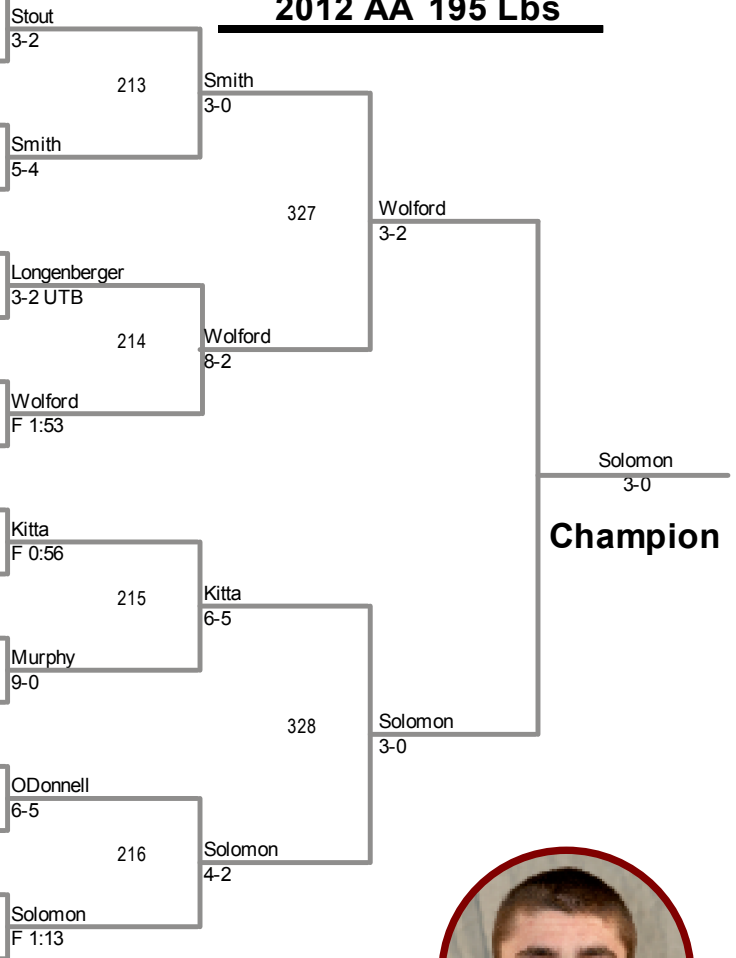 2012 AA 195 Lbs
Stout
3-2
213
Smith
3-0
Smith
5-4
327
Wolford
3-2
Longenberger
3-2 UTB
214
Wolford
8-2
Wolford
F 1:53
Solomon
3-0
Champion
Kitta
F 0:56
215
Kitta
6-5
Murphy
9-0
328
Solomon
3-0
ODonnell
6-5
216
Solomon
4-2
Solomon
F 1:13